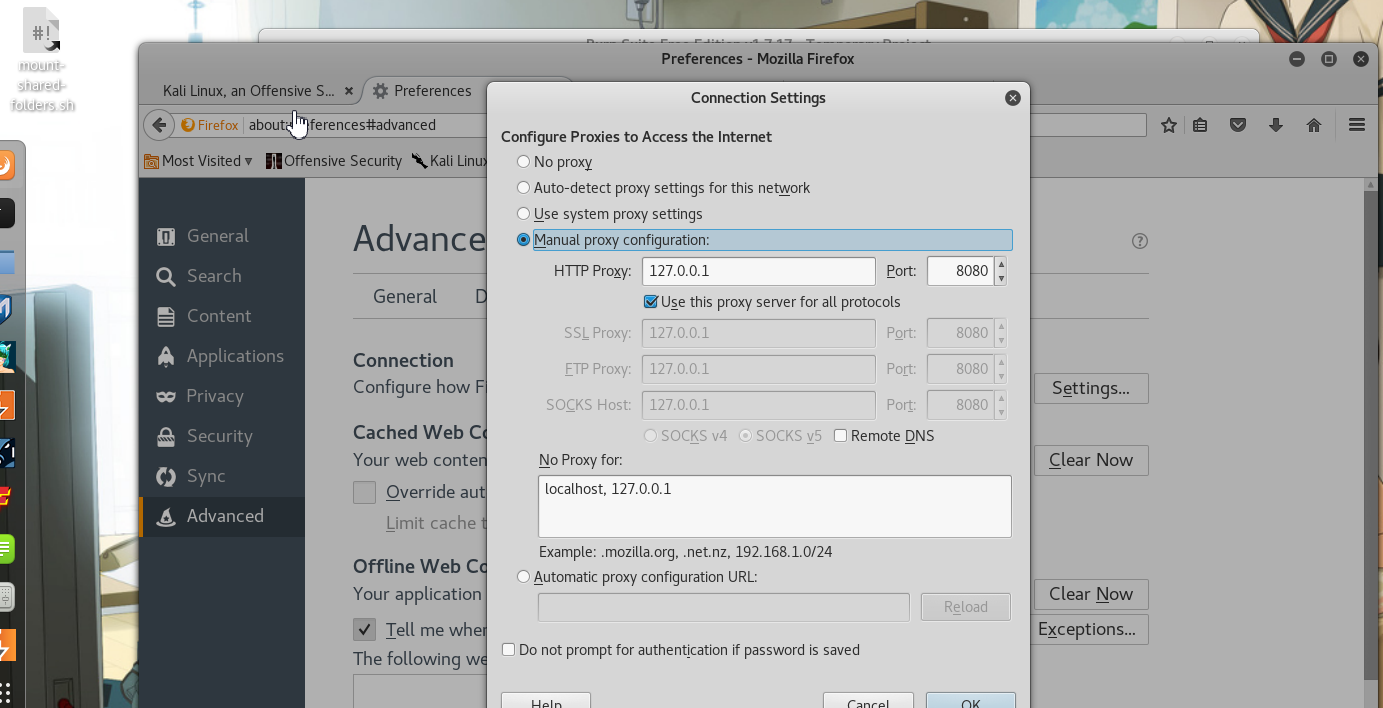 #!
mount-
shared-
folders.sh
Preferences - Mozilla Firefox
Kali Linux, an Offensive S...
Preferences
Firefox
Most Visited
Offensive Security
Kali Linux
General
Search
Content
Applications
Privacy
Security
Sync
Advanced
Advance
General
Connection
Configure how F
Settings...
Cached Web Co
Your web conten
Clear Now
Override aut
Limit cache t
Offline Web Co
Your application
Clear Now
Tell me when
Exceptions...
The following we
Connection Settings
Configure Proxies to Access the Internet
No proxy
Auto-detect proxy settings for this network
Use system proxy settings
Manual proxy configuration:
HTTP Proxy: 127.0.0.1 Port: 8080
Use this proxy server for all protocols
SSL Proxy: 127.0.0.1 Port: 8080
FTP Proxy: 127.0.0.1 Port: 8080
SOCKS Host: 127.0.0.1 Port: 8080
SOCKS v4 SOCKS v5 Remote DNS
No Proxy for:
localhost, 127.0.0.1
Example: .mozilla.org, .net.nz, 192.168.1.0/24
Automatic proxy configuration URL:
Reload
Do not prompt for authentication if password is saved
Help Cancel OK